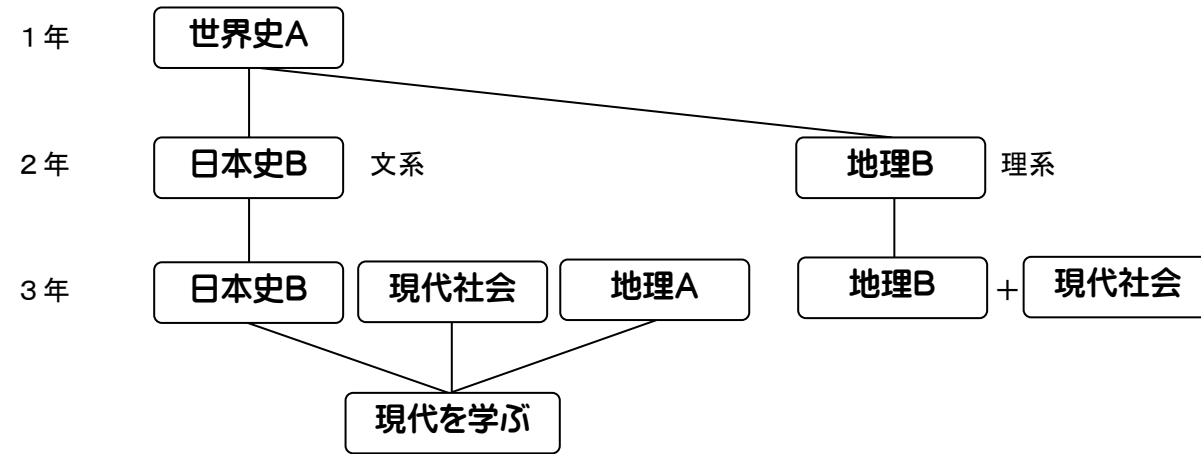 1年 世界史A
2年 日本史B 文系 地理B 理系
3年 日本史B 現代社会 地理A 地理B + 現代社会
現代を学ぶ